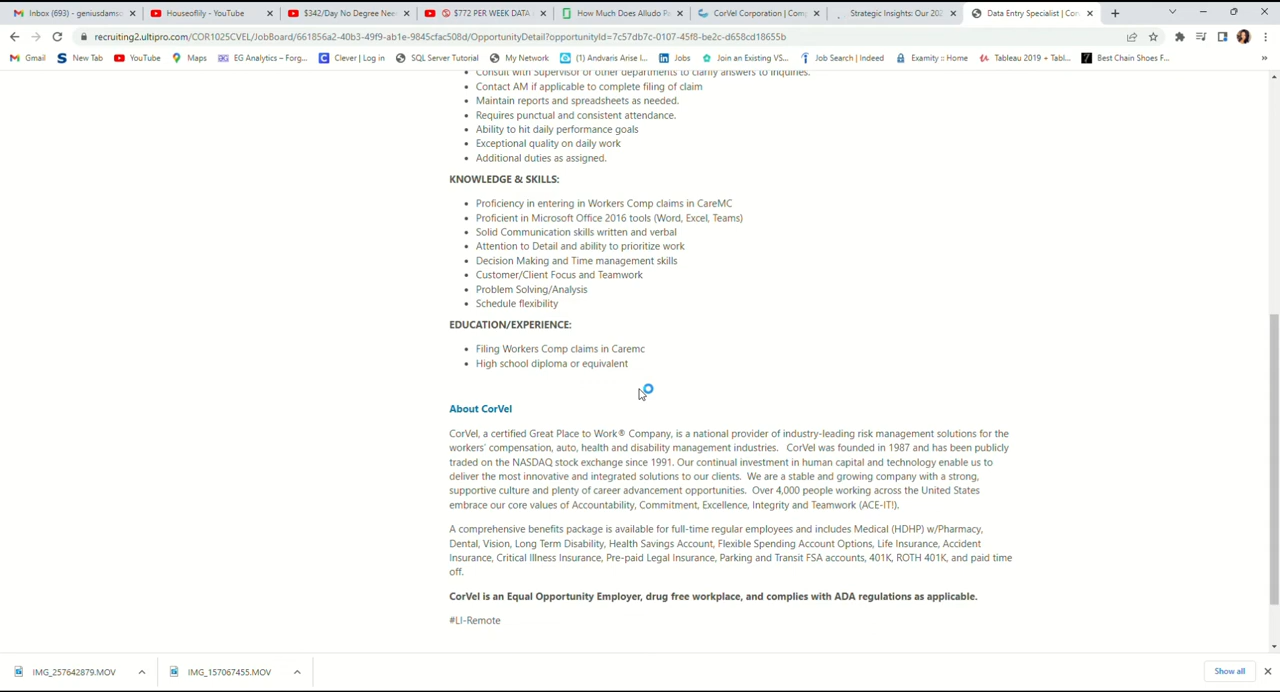 Inbox (693) - geniusdamso
Houseoflily - YouTube
$342/Day No Degree Nee
$772 PER WEEK DATA
How Much Does Alludo Pa
CorVel Corporation | Comp
Strategic Insights: Our 202
Data Entry Specialist | Cor
recruiting2.ultipro.com/COR1025CVEL/JobBoard/661856a2-40b3-49f9-ab1e-9845cfac508d/OpportunityDetail?opportunityId=7c57db7c-0107-45f8-be2c-d658cd18655b
Gmail
New Tab
YouTube
Maps
EG Analytics – Forg...
Clever | Log in
SQL Server Tutorial
My Network
(1) Andvaris Arise I...
Jobs
Join an Existing VS...
Job Search | Indeed
Examity :: Home
Tableau 2019 + Tabl...
Best Chain Shoes F...
• Consult with Supervisor or other departments to clarify answers to inquiries.
• Contact AM if applicable to complete filing of claim
• Maintain reports and spreadsheets as needed.
• Requires punctual and consistent attendance.
• Ability to hit daily performance goals
• Exceptional quality on daily work
• Additional duties as assigned.
KNOWLEDGE & SKILLS:
• Proficiency in entering in Workers Comp claims in CareMC
• Proficient in Microsoft Office 2016 tools (Word, Excel, Teams)
• Solid Communication skills written and verbal
• Attention to Detail and ability to prioritize work
• Decision Making and Time management skills
• Customer/Client Focus and Teamwork
• Problem Solving/Analysis
• Schedule flexibility
EDUCATION/EXPERIENCE:
• Filing Workers Comp claims in Caremc
• High school diploma or equivalent
About CorVel
CorVel, a certified Great Place to Work® Company, is a national provider of industry-leading risk management solutions for the
workers' compensation, auto, health and disability management industries. CorVel was founded in 1987 and has been publicly
traded on the NASDAQ stock exchange since 1991. Our continual investment in human capital and technology enable us to
deliver the most innovative and integrated solutions to our clients. We are a stable and growing company with a strong,
supportive culture and plenty of career advancement opportunities. Over 4,000 people working across the United States
embrace our core values of Accountability, Commitment, Excellence, Integrity and Teamwork (ACE-IT!).
A comprehensive benefits package is available for full-time regular employees and includes Medical (HDHP) w/Pharmacy,
Dental, Vision, Long Term Disability, Health Savings Account, Flexible Spending Account Options, Life Insurance, Accident
Insurance, Critical Illness Insurance, Pre-paid Legal Insurance, Parking and Transit FSA accounts, 401K, ROTH 401K, and paid time
off.
CorVel is an Equal Opportunity Employer, drug free workplace, and complies with ADA regulations as applicable.
#LI-Remote
IMG_257642879.MOV
IMG_157067455.MOV
Show all